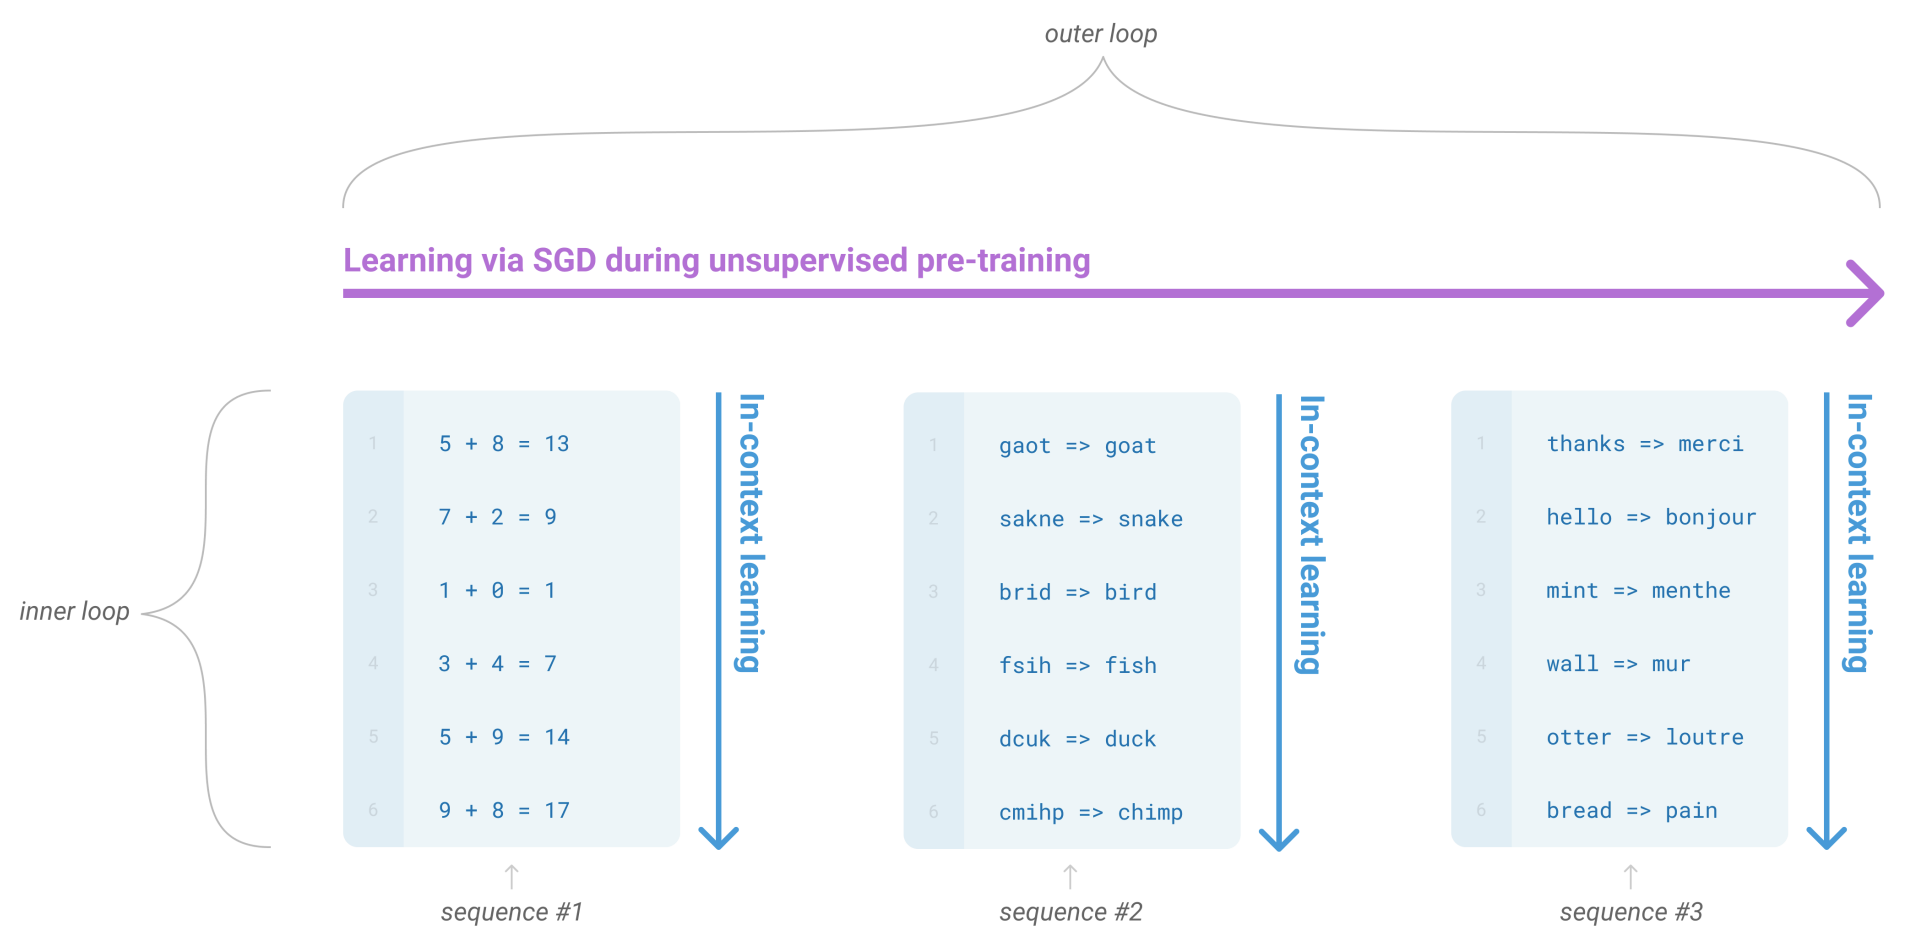 outer loop
Learning via SGD during unsupervised pre-training
inner loop
1 5 + 8 = 13
2 7 + 2 = 9
3 1 + 0 = 1
4 3 + 4 = 7
5 5 + 9 = 14
6 9 + 8 = 17
In-context learning
sequence #1
1 gaot => goat
2 sakne => snake
3 brid => bird
4 fsih => fish
5 dcuk => duck
6 cmihp => chimp
In-context learning
sequence #2
1 thanks => merci
2 hello => bonjour
3 mint => menthe
4 wall => mur
5 otter => loutre
6 bread => pain
In-context learning
sequence #3